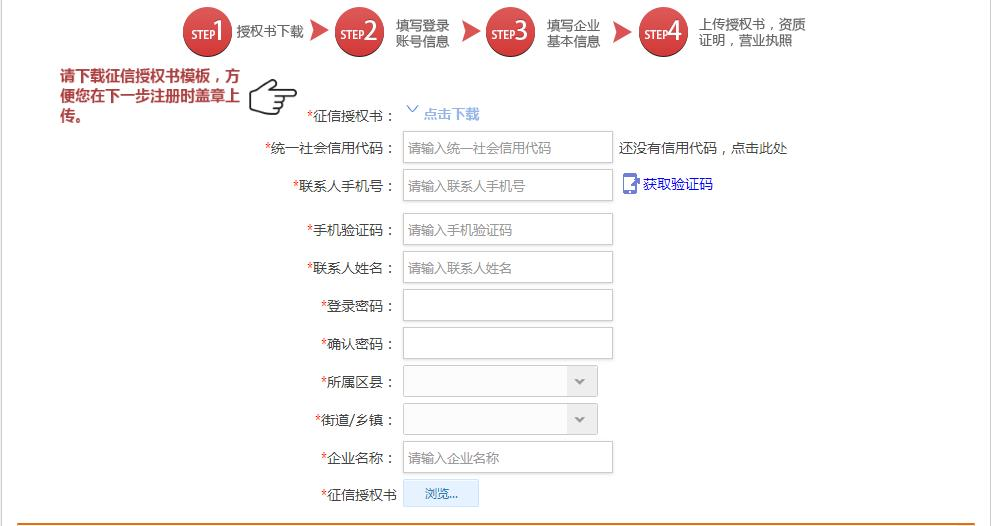 STEP1 授权书下载 STEP2 填写登录 STEP3 填写企业 STEP4 上传授权书，资质
账号信息 基本信息 证明，营业执照
请下载征信授权书模板，方
便您在下一步注册时盖章上
传。
*征信授权书： 点击下载
*统一社会信用代码： 请输入统一社会信用代码 还没有信用代码，点击此处
*联系人手机号： 请输入联系人手机号 获取验证码
*手机验证码： 请输入手机验证码
*联系人姓名： 请输入联系人姓名
*登录密码：
*确认密码：
*所属区县：
*街道/乡镇：
*企业名称： 请输入企业名称
*征信授权书 浏览...